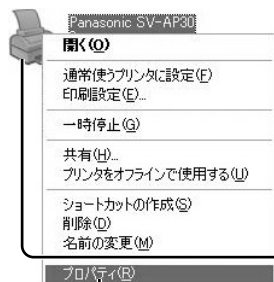 Panasonic SV-AP30
開く(O)
通常使うプリンタに設定(F)
印刷設定(E)...
一時停止(G)
共有(H)...
プリンタをオフラインで使用する(U)
ショートカットの作成(S)
削除(D)
名前の変更(M)
プロパティ(R)